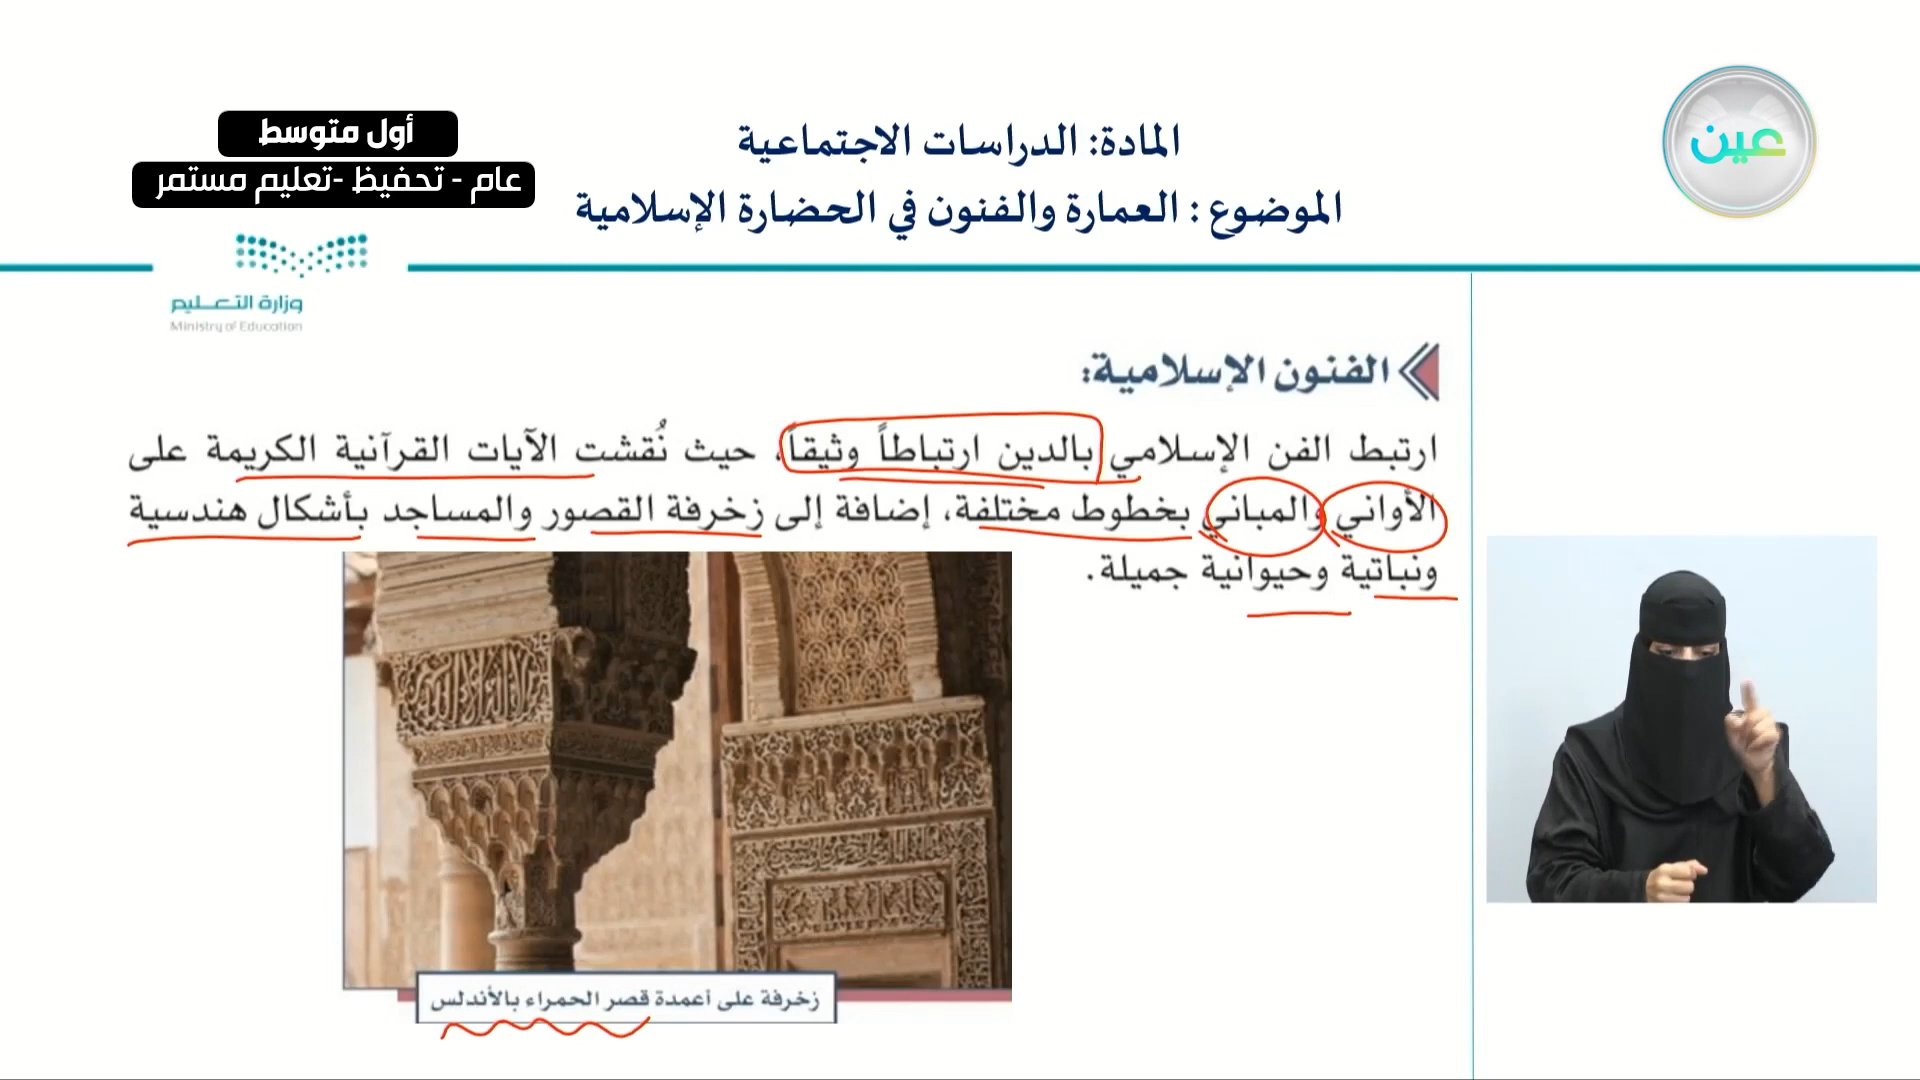 المادة: الدراسات الاجتماعية
الموضوع : العمارة والفنون في الحضارة الإسلامية
عين
أول متوسط
عام - تحفيظ -تعليم مستمر
وزارة التعـــليم
Ministry of Education
الفنون الإسلامية:
ارتبط الفن الإسلامي بالدين ارتباطاً وثيقاً، حيث نُقشت الآيات القرآنية الكريمة على
الأواني والمباني بخطوط مختلفة، إضافة إلى زخرفة القصور والمساجد بأشكال هندسية
ونباتية وحيوانية جميلة.
زخرفة على أعمدة قصر الحمراء بالأندلس